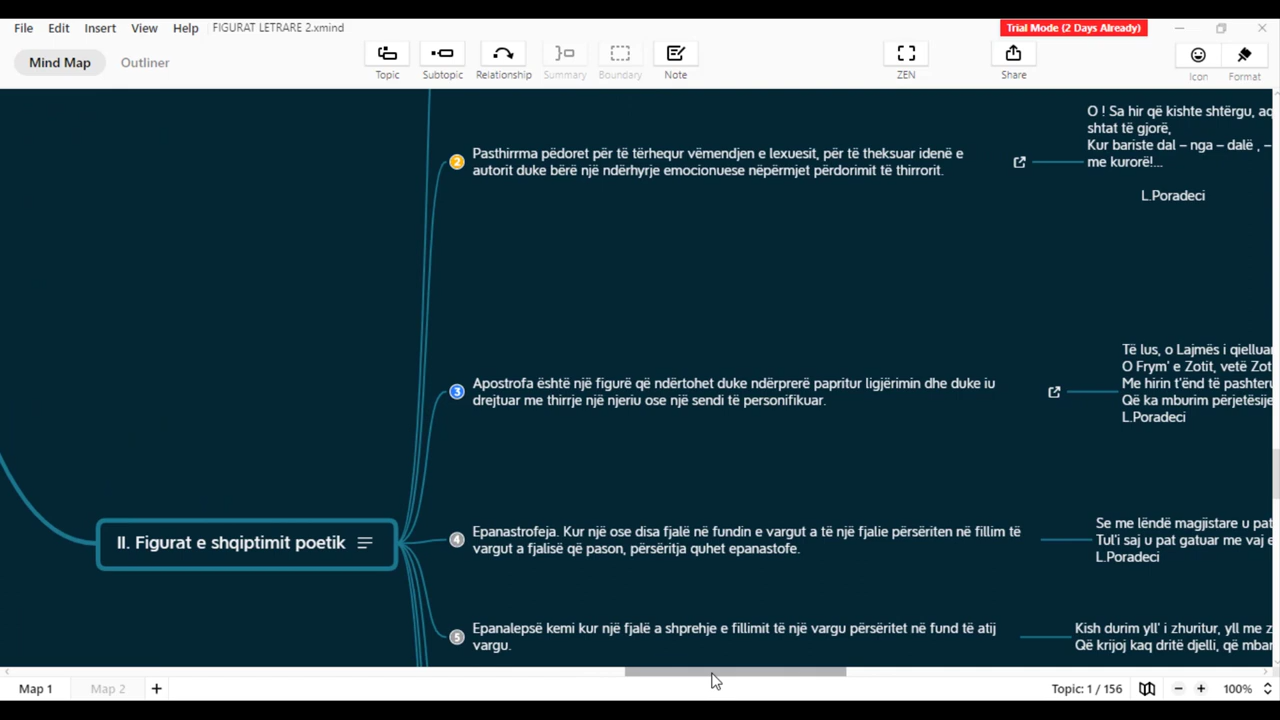 File Edit Insert View Help FIGURAT LETRARE 2.xmind Trial Mode (2 Days Already)
Mind Map Outliner
Topic Subtopic Relationship Summary Boundary Note ZEN Share Icon Format
O ! Sa hir që kishte shtërgu, aq
shtat të gjorë,
Kur bariste dal – nga – dalë , –
me kurorë!...
L.Poradeci
2 Pasthirrma pëdoret për të tërhequr vëmendjen e lexuesit, për të theksuar idenë e
autorit duke bërë një ndërhyrje emocionuese nëpërmjet përdorimit të thirrorit.
Të lus, o Lajmës i qielluar
O Frym' e Zotit, vetë Zot
Me hirin t'ënd të pashteru
Që ka mburim përjetësije
L.Poradeci
3 Apostrofa është një figurë që ndërtohet duke ndërprerë papritur ligjërimin dhe duke iu
drejtuar me thirrje një njeriu ose një sendi të personifikuar.
II. Figurat e shqiptimit poetik
4 Epanastrofeja. Kur një ose disa fjalë në fundin e vargut a të një fjalie përsëriten në fillim të
vargut a fjalisë që pason, përsëritja quhet epanastofe.
Se me lëndë magjistare u pat
Tul'i saj u pat gatuar me vaj e
L.Poradeci
5 Epanalepsë kemi kur një fjalë a shprehje e fillimit të një vargu përsëritet në fund të atij
vargu.
Kish durim yll' i zhuritur, yll me z
Që krijoj kaq dritë djelli, që mbar
Map 1 Map 2 Topic: 1 / 156 100%